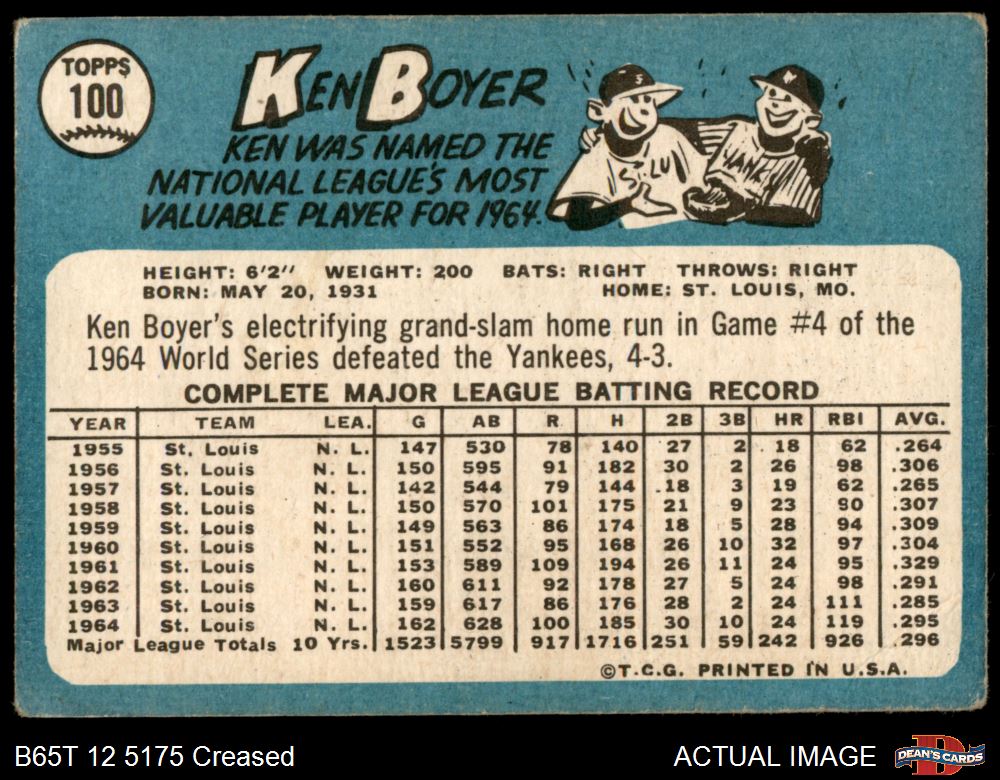 TOPPS
100
KEN BOYER
KEN WAS NAMED THE
NATIONAL LEAGUE'S MOST
VALUABLE PLAYER FOR 1964.
S
ST. LOU
YANK
HEIGHT: 6'2" WEIGHT: 200 BATS: RIGHT THROWS: RIGHT
BORN: MAY 20, 1931 HOME: ST. LOUIS, MO.
Ken Boyer's electrifying grand-slam home run in Game #4 of the
1964 World Series defeated the Yankees, 4-3.
COMPLETE MAJOR LEAGUE BATTING RECORD
YEAR TEAM LEA. G AB R H 2B 3B HR RBI AVG.
1955 St. Louis N. L. 147 530 78 140 27 2 18 62 .264
1956 St. Louis N. L. 150 595 91 182 30 2 26 98 .306
1957 St. Louis N. L. 142 544 79 144 18 3 19 62 .265
1958 St. Louis N. L. 150 570 101 175 21 9 23 90 .307
1959 St. Louis N. L. 149 563 86 174 18 5 28 94 .309
1960 St. Louis N. L. 151 552 95 168 26 10 32 97 .304
1961 St. Louis N. L. 153 589 109 194 26 11 24 95 .329
1962 St. Louis N. L. 160 611 92 178 27 5 24 98 .291
1963 St. Louis N. L. 159 617 86 176 28 2 24 111 .285
1964 St. Louis N. L. 162 628 100 185 30 10 24 119 .295
Major League Totals 10 Yrs. 1523 5799 917 1716 251 59 242 926 .296
©T.C.G. PRINTED IN U.S.A.
B65T 12 5175 Creased
ACTUAL IMAGE
D
DEAN'S CARDS